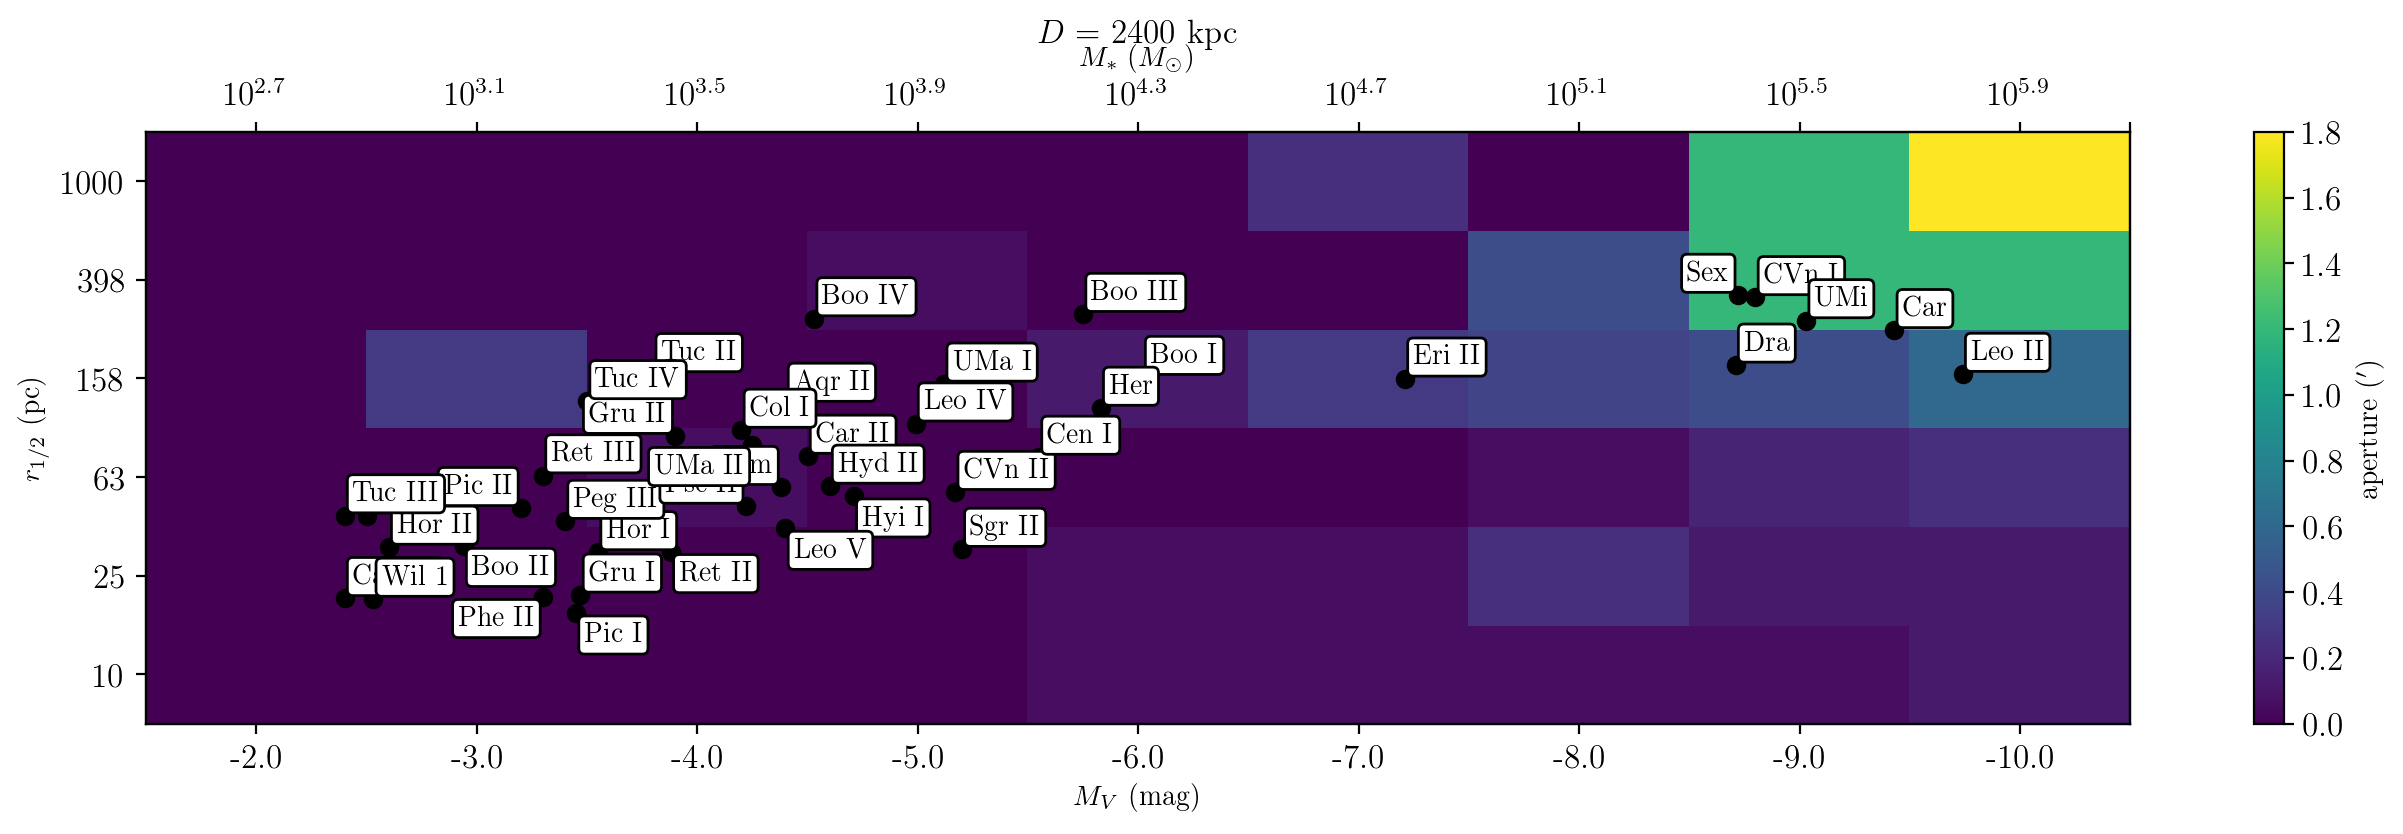 D = 2400 kpc
M* (M⊙)
10^2.7 10^3.1 10^3.5 10^3.9 10^4.3 10^4.7 10^5.1 10^5.5 10^5.9
1000
398
158
63
25
10
r1/2 (pc)
Sex
CVn I
UMi
Car
Boo IV
Boo III
Dra
Leo II
Tuc II
UMa I
Boo I
Eri II
Tuc IV
Aqr II
Her
Gru II
Col I
Leo IV
Ret III
Car II
Cen I
UMa II
Hyd II
CVn II
Tuc III
Pic II
Peg III
Hor II
Hor I
Hyi I
Sgr II
Leo V
Wil 1
Boo II
Gru I
Ret II
Phe II
Pic I
-2.0 -3.0 -4.0 -5.0 -6.0 -7.0 -8.0 -9.0 -10.0
MV (mag)
1.8
1.6
1.4
1.2
1.0
0.8
0.6
0.4
0.2
0.0
aperture (′)